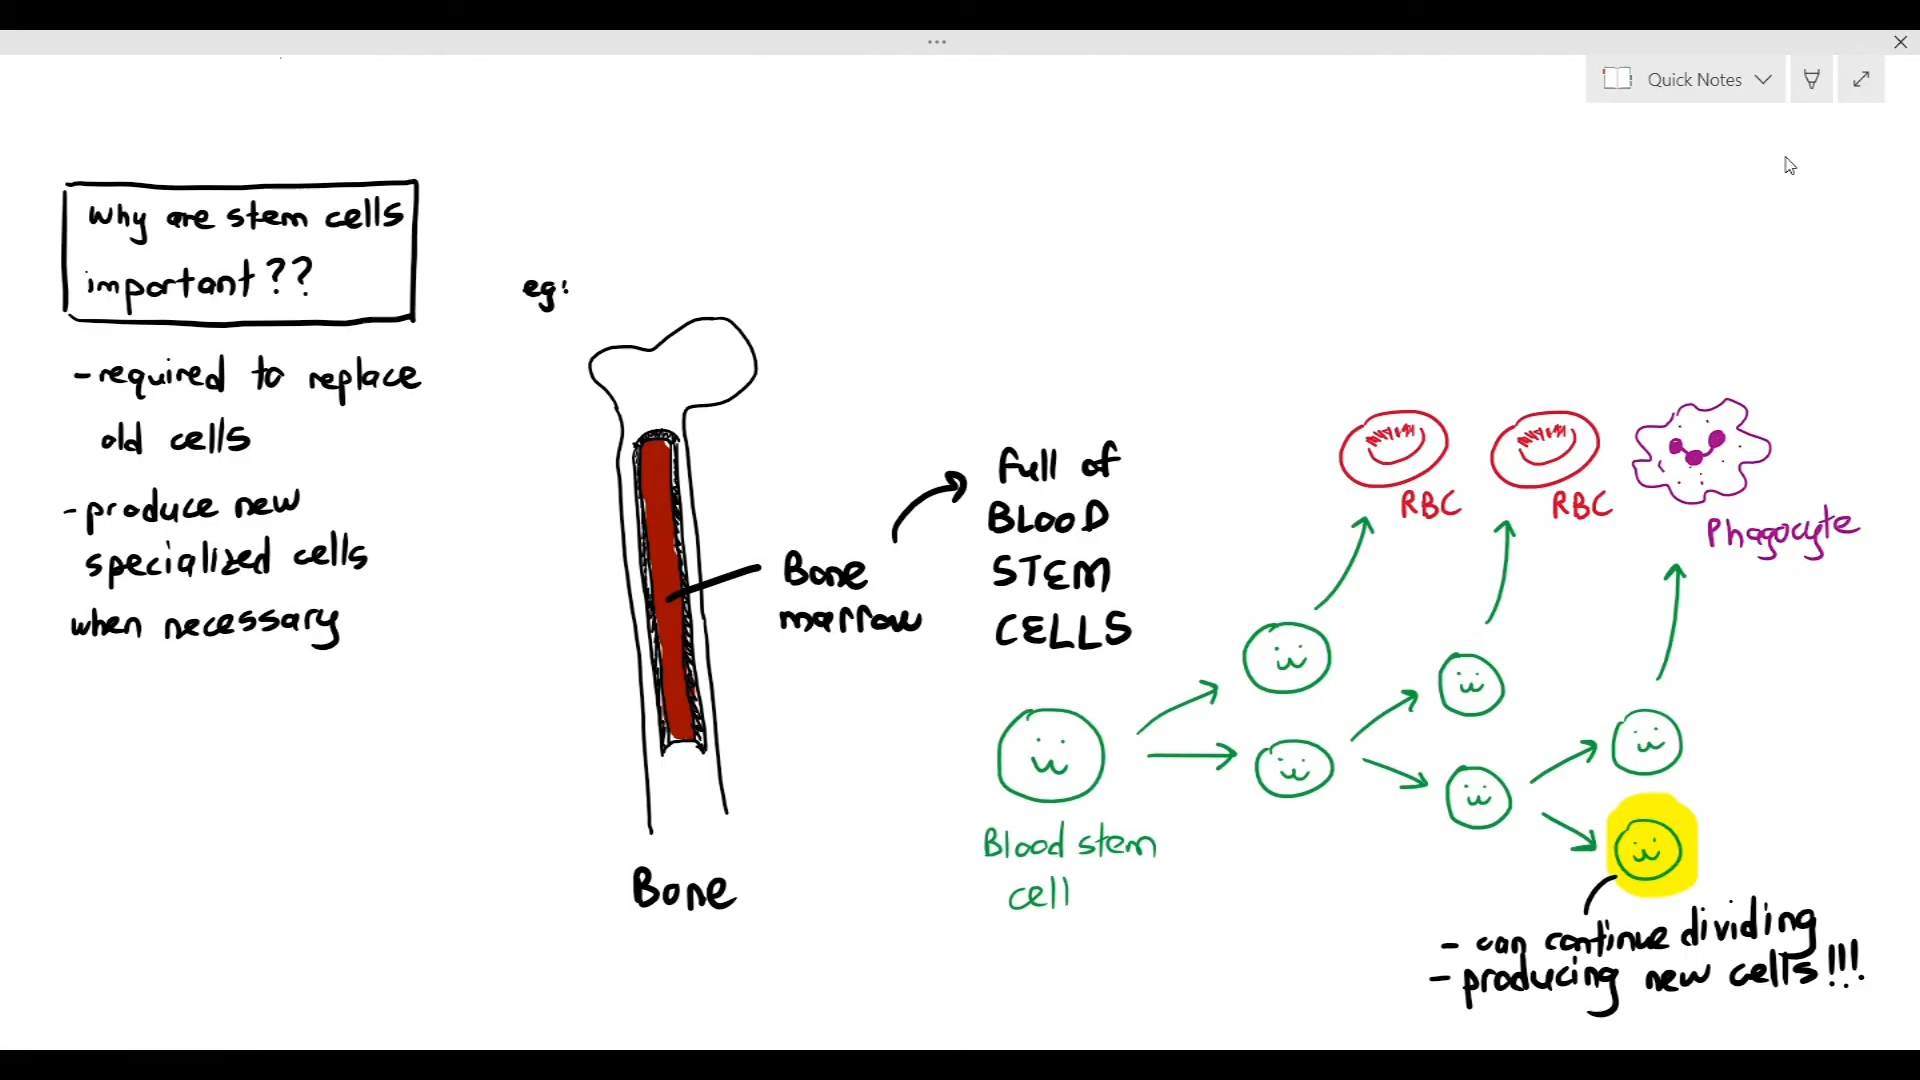 Quick Notes
Why are stem cells
important??
- required to replace
old cells
- produce new
specialized cells
when necessary
eg:
Bone
marrow
Bone
full of
BLOOD
STEM
CELLS
RBC
RBC
Phagocyte
Blood stem
cell
- can continue dividing
- producing new cells!!!